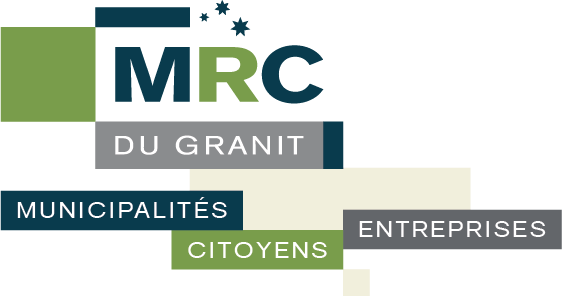 MRC
DU GRANIT
MUNICIPALITÉS
CITOYENS
ENTREPRISES